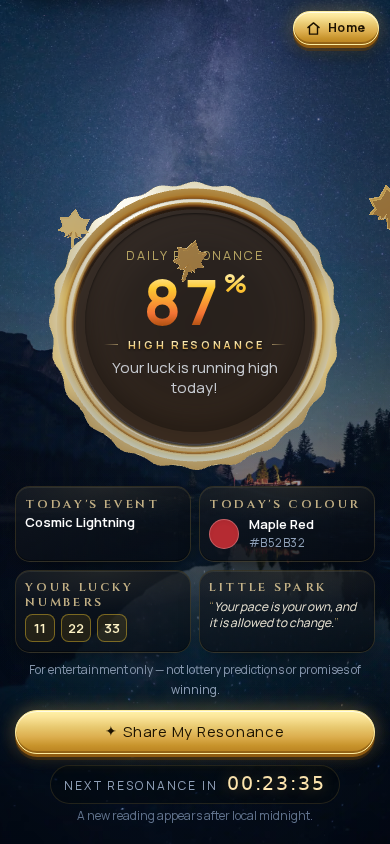 Home
DAILY R SONANCE
87%
HIGH RESONANCE
Your luck is running high
today!
TODAY'S EVENT
Cosmic Lightning
TODAY'S COLOUR
Maple Red
#B52B32
YOUR LUCKY
NUMBERS
11 22 33
LITTLE SPARK
"Your pace is your own, and
it is allowed to change."
For entertainment only — not lottery predictions or promises of
winning.
✦ Share My Resonance
NEXT RESONANCE IN 00:23:35
A new reading appears after local midnight.